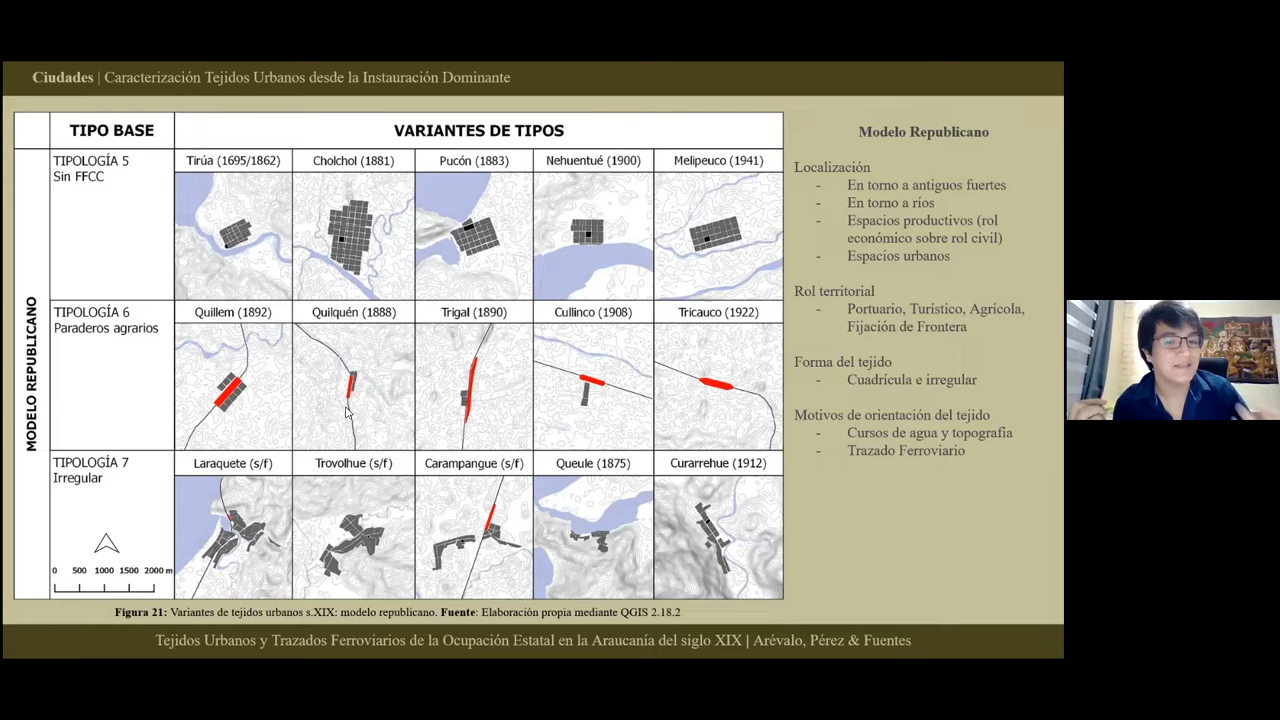 Ciudades | Caracterización Tejidos Urbanos desde la Instauración Dominante
TIPO BASE
VARIANTES DE TIPOS
MODELO REPUBLICANO
TIPOLOGÍA 5
Sin FFCC
Tirúa (1695/1862)
Cholchol (1881)
Pucón (1883)
Nehuentué (1900)
Melipeuco (1941)
TIPOLOGÍA 6
Paraderos agrarios
Quillem (1892)
Quilquén (1888)
Trigal (1890)
Cullinco (1908)
Tricauco (1922)
TIPOLOGÍA 7
Irregular
Laraquete (s/f)
Trovolhue (s/f)
Carampangue (s/f)
Queule (1875)
Curarrehue (1912)
0 500 1000 1500 2000 m
Figura 21: Variantes de tejidos urbanos s.XIX: modelo republicano. Fuente: Elaboración propia mediante QGIS 2.18.2
Modelo Republicano
Localización
- En torno a antiguos fuertes
- En torno a ríos
- Espacios productivos (rol
económico sobre rol civil)
- Espacios urbanos
Rol territorial
- Portuario, Turístico, Agrícola,
Fijación de Frontera
Forma del tejido
- Cuadrícula e irregular
Motivos de orientación del tejido
- Cursos de agua y topografía
- Trazado Ferroviario
Tejidos Urbanos y Trazados Ferroviarios de la Ocupación Estatal en la Araucanía del siglo XIX | Arévalo, Pérez & Fuentes